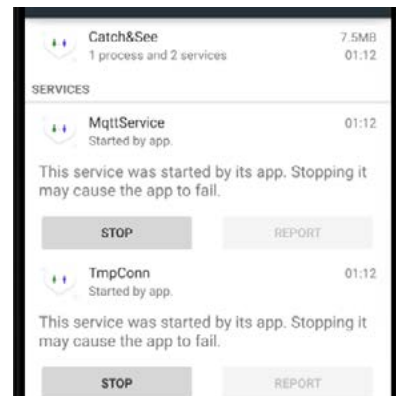 Catch&See 7.5MB
1 process and 2 services 01:12
SERVICES
MqttService 01:12
Started by app.
This service was started by its app. Stopping it
may cause the app to fail.
STOP REPORT
TmpConn 01:12
Started by app.
This service was started by its app. Stopping it
may cause the app to fail.
STOP REPORT